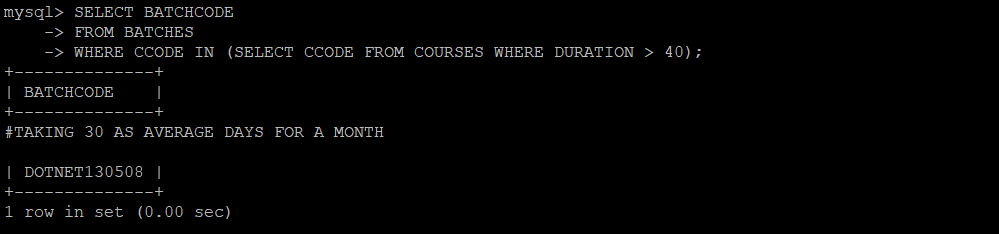 mysql> SELECT BATCHCODE
    -> FROM BATCHES
    -> WHERE CCODE IN (SELECT CCODE FROM COURSES WHERE DURATION > 40);
+--------------+
| BATCHCODE    |
+--------------+
#TAKING 30 AS AVERAGE DAYS FOR A MONTH
| DOTNET130508 |
+--------------+
1 row in set (0.00 sec)